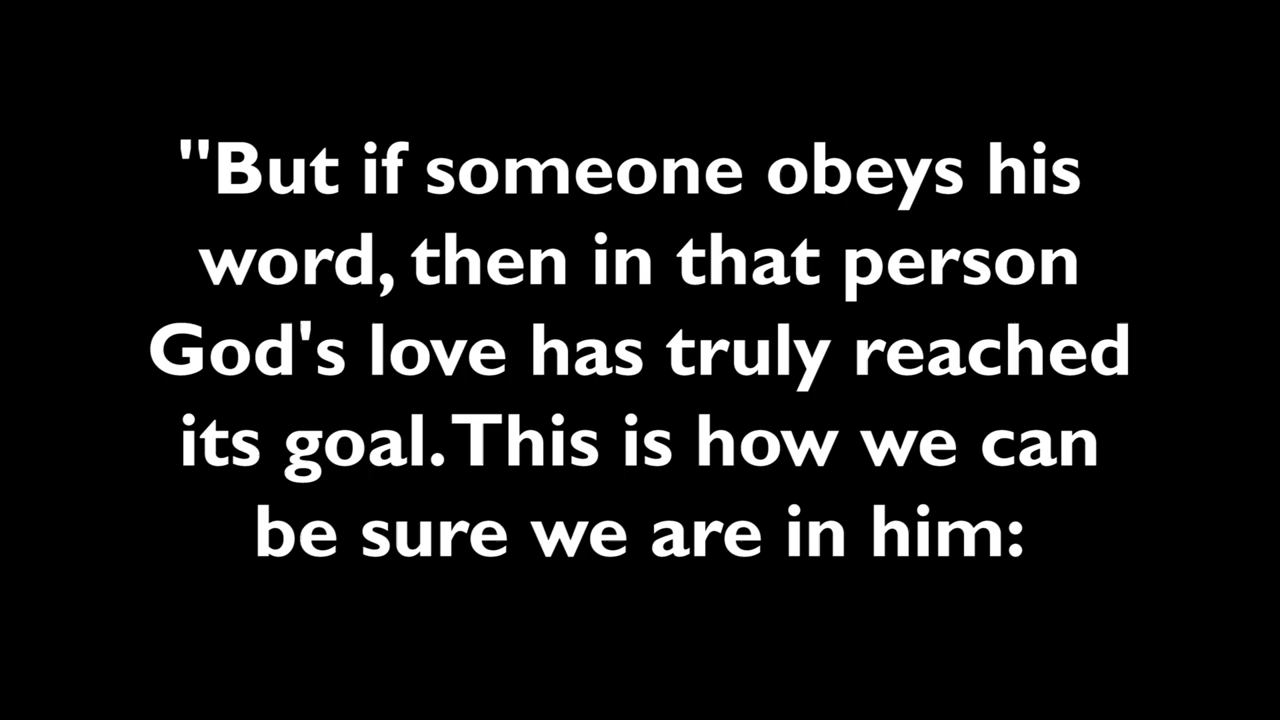 "But if someone obeys his
word, then in that person
God's love has truly reached
its goal. This is how we can
be sure we are in him: